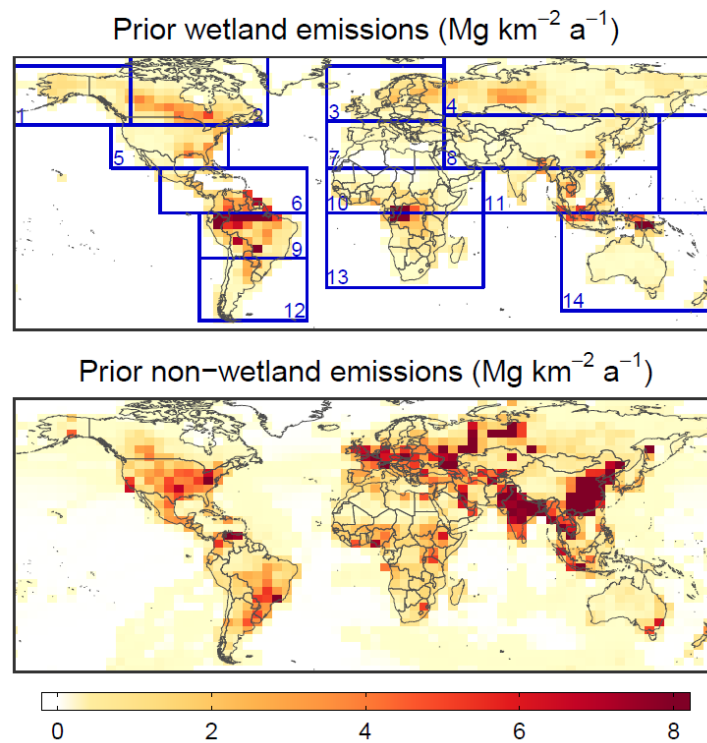 Prior wetland emissions (Mg km⁻² a⁻¹)
1 2 3 4
5 7 8
6 10 11
9
12 13 14
Prior non−wetland emissions (Mg km⁻² a⁻¹)
0 2 4 6 8